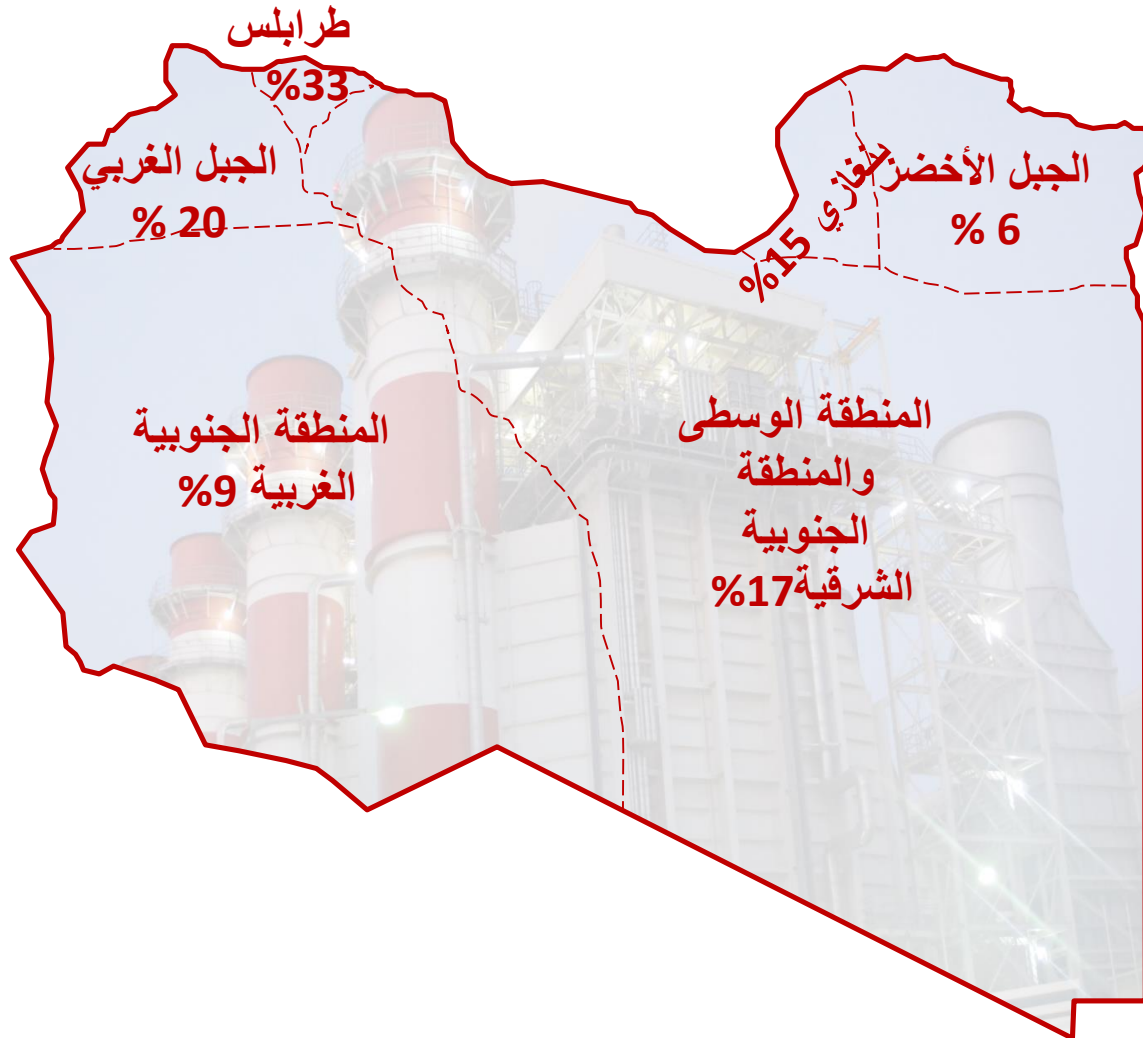 طرابلس
%33
الجبل الغربي
% 20
بنغازي %15
الجبل الأخضر
% 6
المنطقة الجنوبية
الغربية 9%
المنطقة الوسطى
والمنطقة
الجنوبية
الشرقية17%